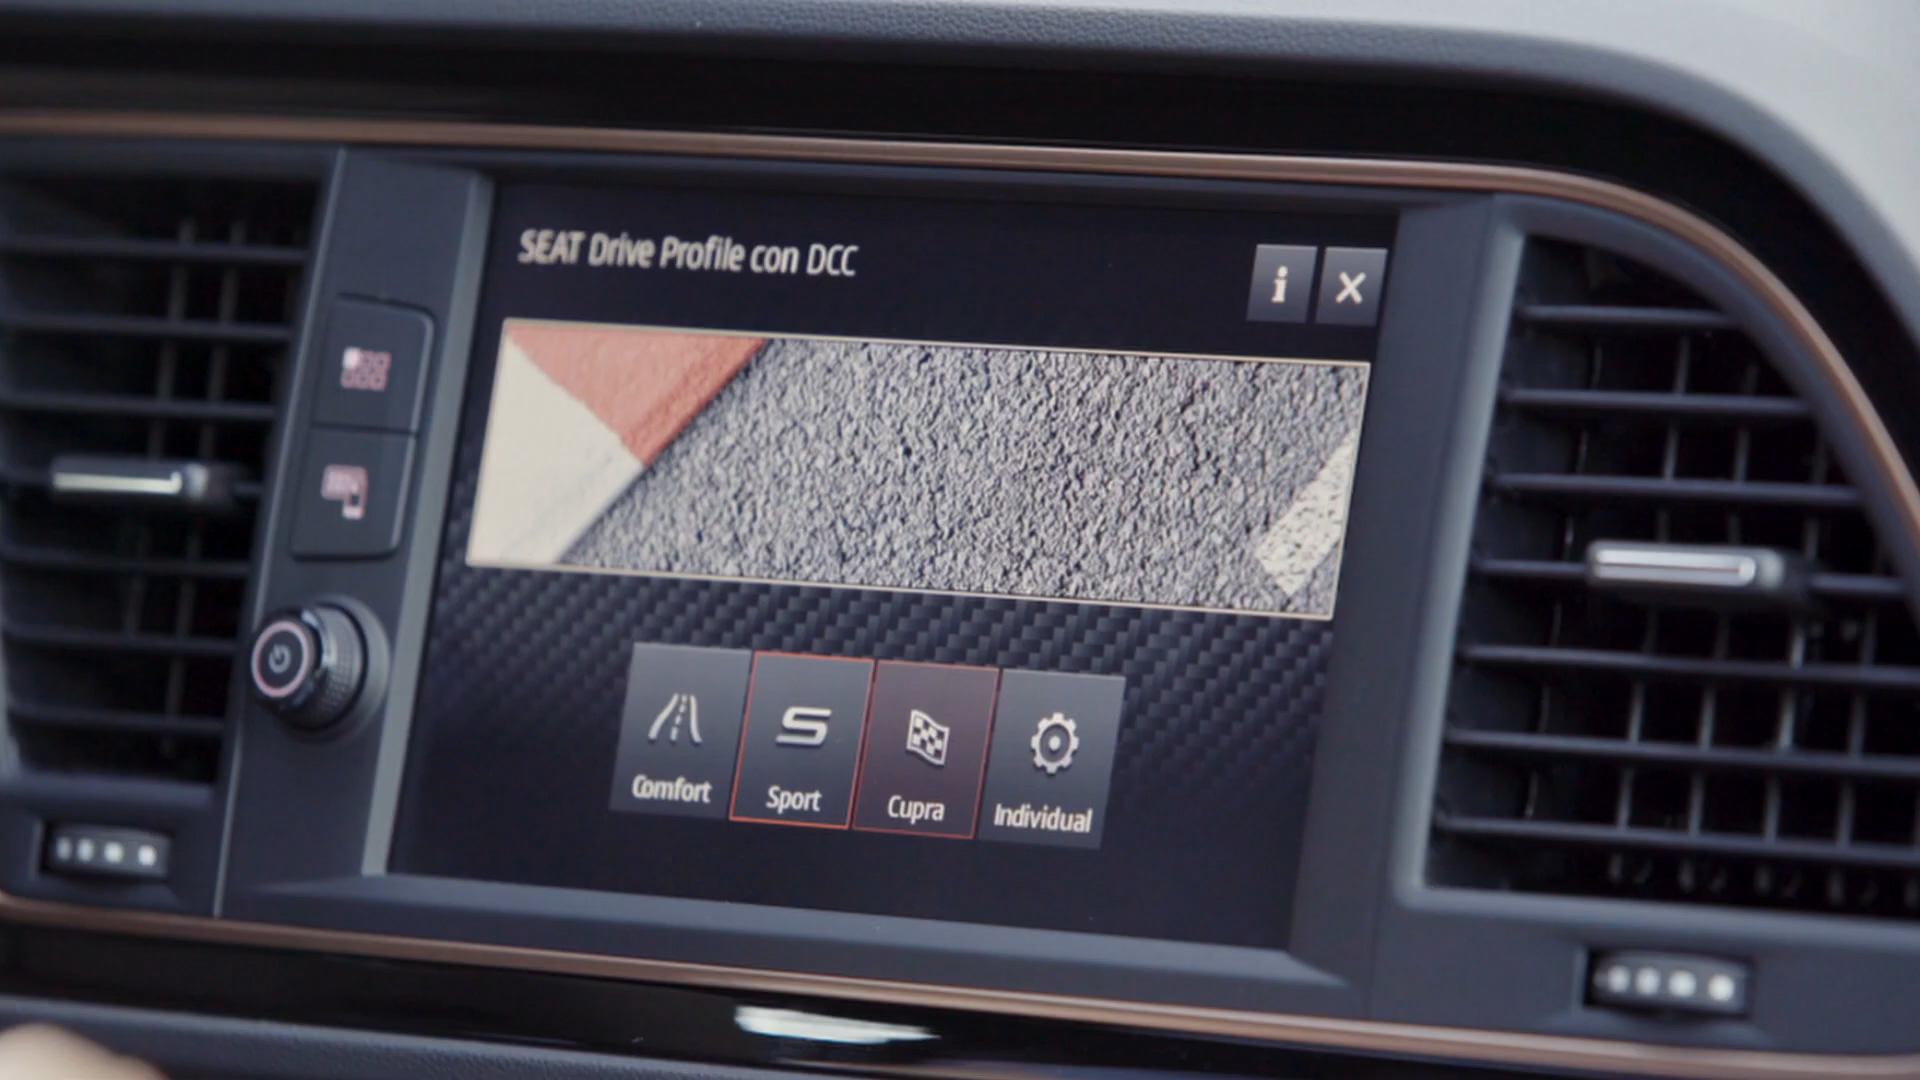 SEAT Drive Profile con DCC
i X
Comfort
Sport
Cupra
Individual